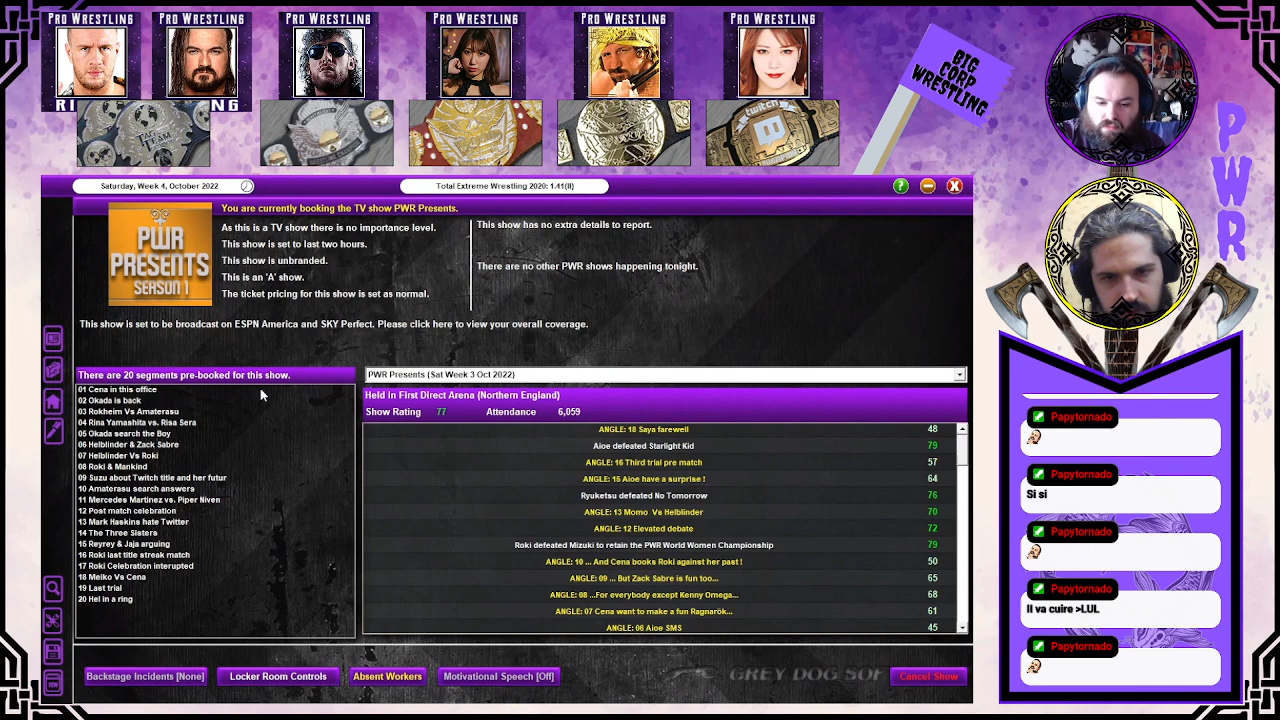 PRO WRESTLING
PRO WRESTLING
PRO WRESTLING
PRO WRESTLING
PRO WRESTLING
PRO WRESTLING
BIG
CORP
WRESTLING
PWR
TAG
TEAM
Saturday, Week 4, October 2022
Total Extreme Wrestling 2020: 1.41(II)
You are currently booking the TV show PWR Presents.
PWR
PRESENTS
SEASON 1
As this is a TV show there is no importance level.
This show is set to last two hours.
This show is unbranded.
This is an 'A' show.
The ticket pricing for this show is set as normal.
This show has no extra details to report.
There are no other PWR shows happening tonight.
This show is set to be broadcast on ESPN America and SKY Perfect. Please click here to view your overall coverage.
There are 20 segments pre-booked for this show.
01 Cena in this office
02 Okada is back
03 Rokheim Vs Amaterasu
04 Rina Yamashita vs. Risa Sera
05 Okada search the Boy
06 Helblinder & Zack Sabre
07 Helblinder Vs Roki
08 Roki & Mankind
09 Suzu about Twitch title and her futur
10 Amaterasu search answers
11 Mercedes Martinez vs. Piper Niven
12 Post match celebration
13 Mark Haskins hate Twitter
14 The Three Sisters
15 Reyrey & Jaja arguing
16 Roki last title streak match
17 Roki Celebration interupted
18 Meiko Vs Cena
19 Last trial
20 Hel in a ring
PWR Presents (Sat Week 3 Oct 2022)
Held in First Direct Arena (Northern England)
Show Rating 77 Attendance 6,059
ANGLE: 18 Saya farewell 48
Aioe defeated Starlight Kid 79
ANGLE: 16 Third trial pre match 57
ANGLE: 15 Aioe have a surprise ! 64
Ryuketsu defeated No Tomorrow 76
ANGLE: 13 Momo Vs Helblinder 70
ANGLE: 12 Elevated debate 72
Roki defeated Mizuki to retain the PWR World Women Championship 79
ANGLE: 10 ... And Cena books Roki against her past ! 50
ANGLE: 09 ... But Zack Sabre is fun too... 65
ANGLE: 08 ...For everybody except Kenny Omega... 68
ANGLE: 07 Cena want to make a fun Ragnarök... 61
ANGLE: 06 Aioe SMS 45
Backstage Incidents [None]
Locker Room Controls
Absent Workers
Motivational Speech [Off]
GREY DOG SOF
Cancel Show
Papytornado
Papytornado
Si si
Papytornado
Papytornado
Il va cuire >LUL
Papytornado